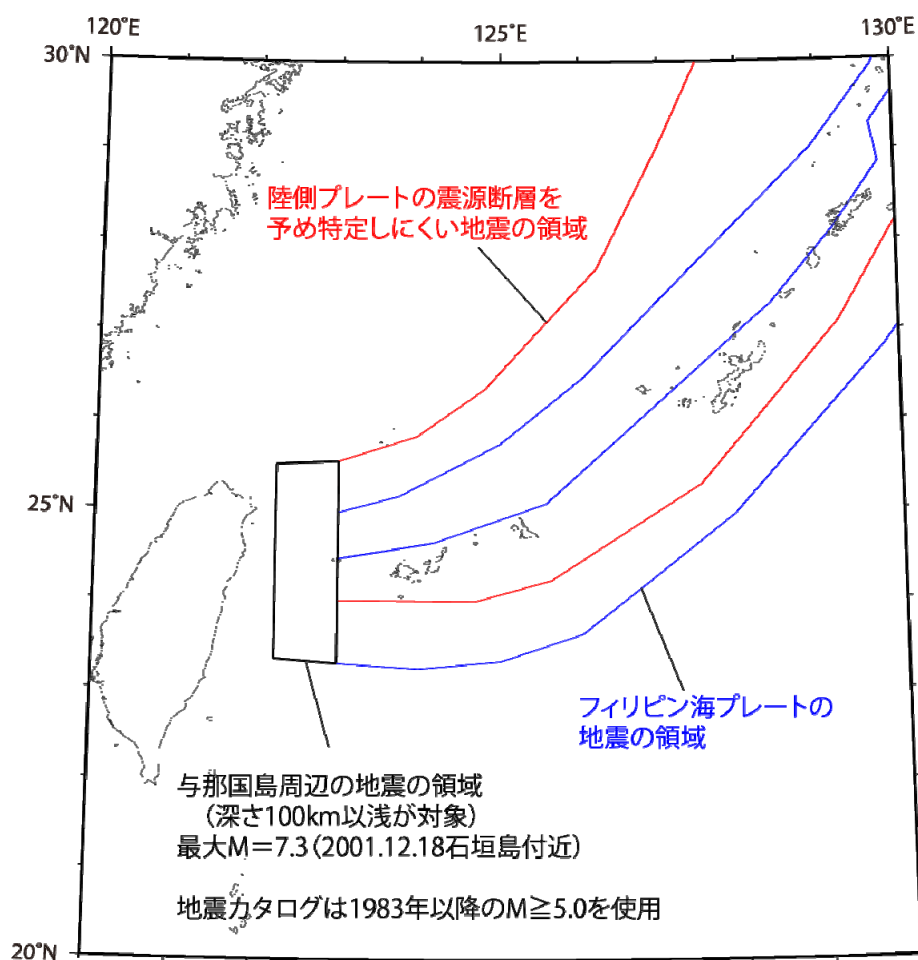 120°E
125°E
130°E
30°N
陸側プレートの震源断層を
予め特定しにくい地震の領域
25°N
フィリピン海プレートの
地震の領域
与那国島周辺の地震の領域
（深さ100km以浅が対象）
最大M＝7.3（2001.12.18石垣島付近）
地震カタログは1983年以降のM≧5.0を使用
20°N